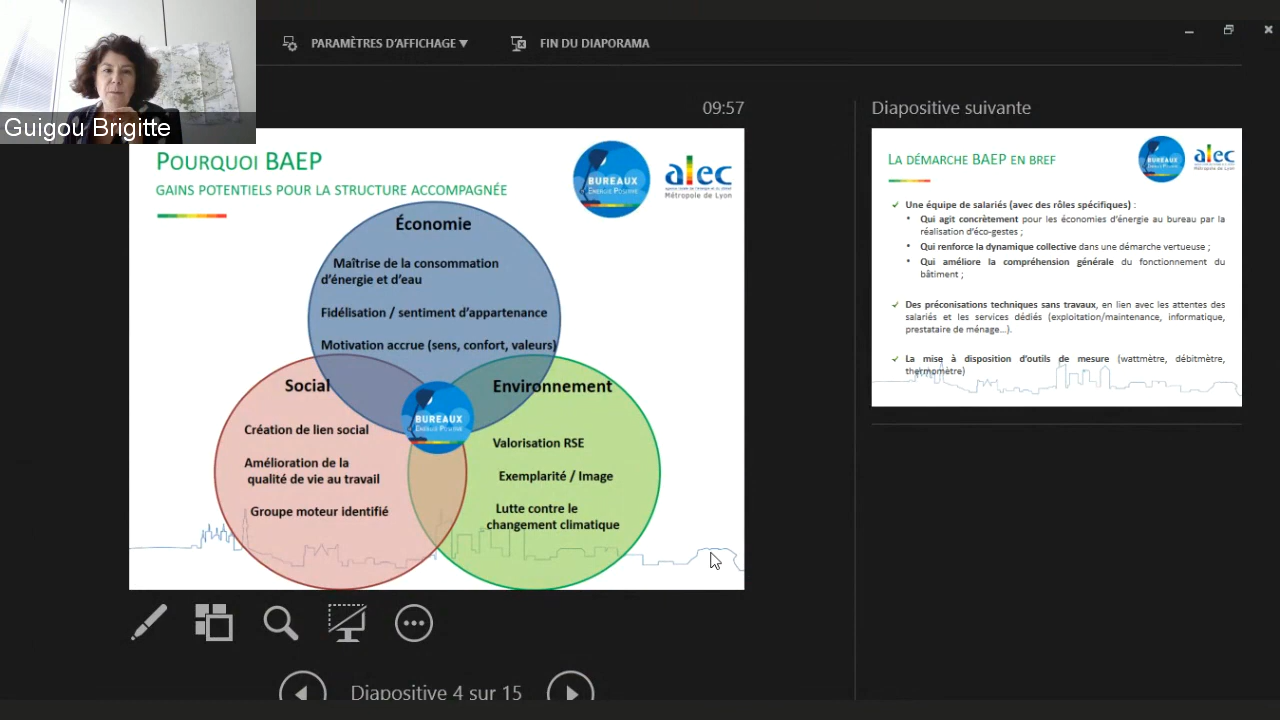 PARAMÈTRES D'AFFICHAGE ▼
FIN DU DIAPORAMA
Guigou Brigitte
09:57
POURQUOI BAEP
GAINS POTENTIELS POUR LA STRUCTURE ACCOMPAGNÉE
BUREAUX
ÉNERGIE POSITIVE
alec
Métropole de Lyon
Économie
Maîtrise de la consommation
d'énergie et d'eau
Fidélisation / sentiment d'appartenance
Motivation accrue (sens, confort, valeurs)
Social
Création de lien social
Amélioration de la
qualité de vie au travail
Groupe moteur identifié
BUREAUX
ÉNERGIE POSITIVE
Environnement
Valorisation RSE
Exemplarité / Image
Lutte contre le
changement climatique
Diapositive 4 sur 15
Diapositive suivante
LA DÉMARCHE BAEP EN BREF
BUREAUX
ÉNERGIE POSITIVE
alec
Métropole de Lyon
✓ Une équipe de salariés (avec des rôles spécifiques) :
• Qui agit concrètement pour les économies d'énergie au bureau par la
réalisation d'éco-gestes ;
• Qui renforce la dynamique collective dans une démarche vertueuse ;
• Qui améliore la compréhension générale du fonctionnement du
bâtiment ;
✓ Des préconisations techniques sans travaux, en lien avec les attentes des
salariés et les services dédiés (exploitation/maintenance, informatique,
prestataire de ménage...).
✓ La mise à disposition d'outils de mesure (wattmètre, débitmètre,
thermomètre)